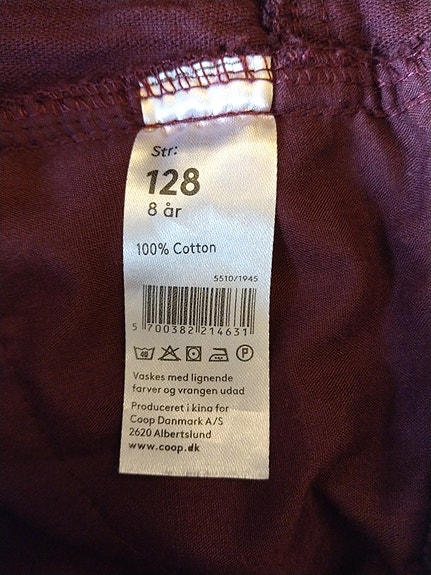 Str:
128
8 år
100% Cotton
5510/1945
5 700382 214631
40 P
Vaskes med lignende
farver og vrangen udad
Produceret i kina for
Coop Danmark A/S
2620 Albertslund
www.coop.dk